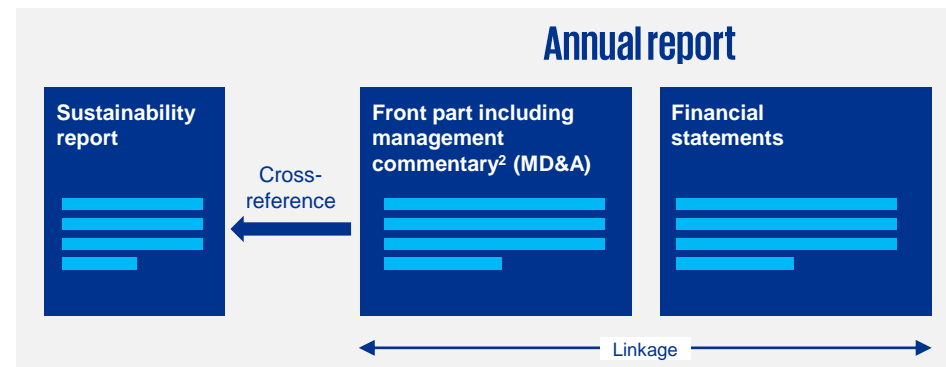 Annual report
Sustainability
report
Cross-
reference
Front part including
management
commentary² (MD&A)
Financial
statements
Linkage